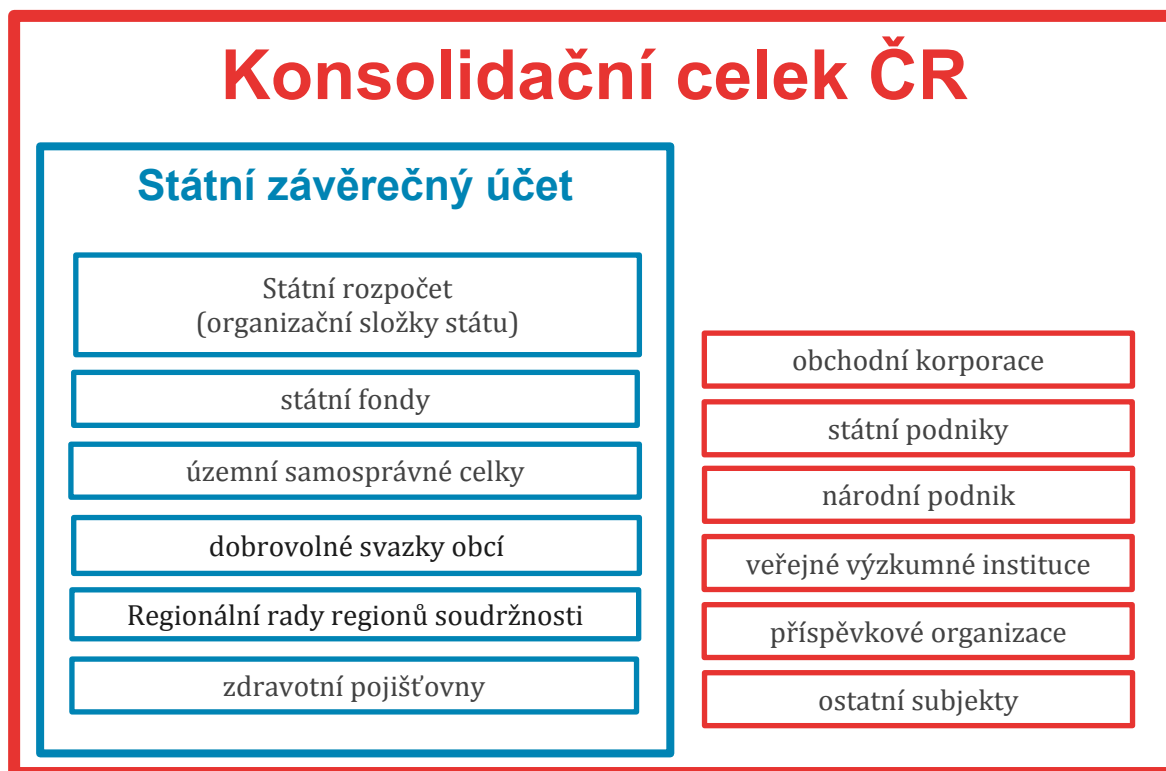 Konsolidační celek ČR
Státní závěrečný účet
Státní rozpočet
(organizační složky státu)
státní fondy
územní samosprávné celky
dobrovolné svazky obcí
Regionální rady regionů soudržnosti
zdravotní pojišťovny
obchodní korporace
státní podniky
národní podnik
veřejné výzkumné instituce
příspěvkové organizace
ostatní subjekty